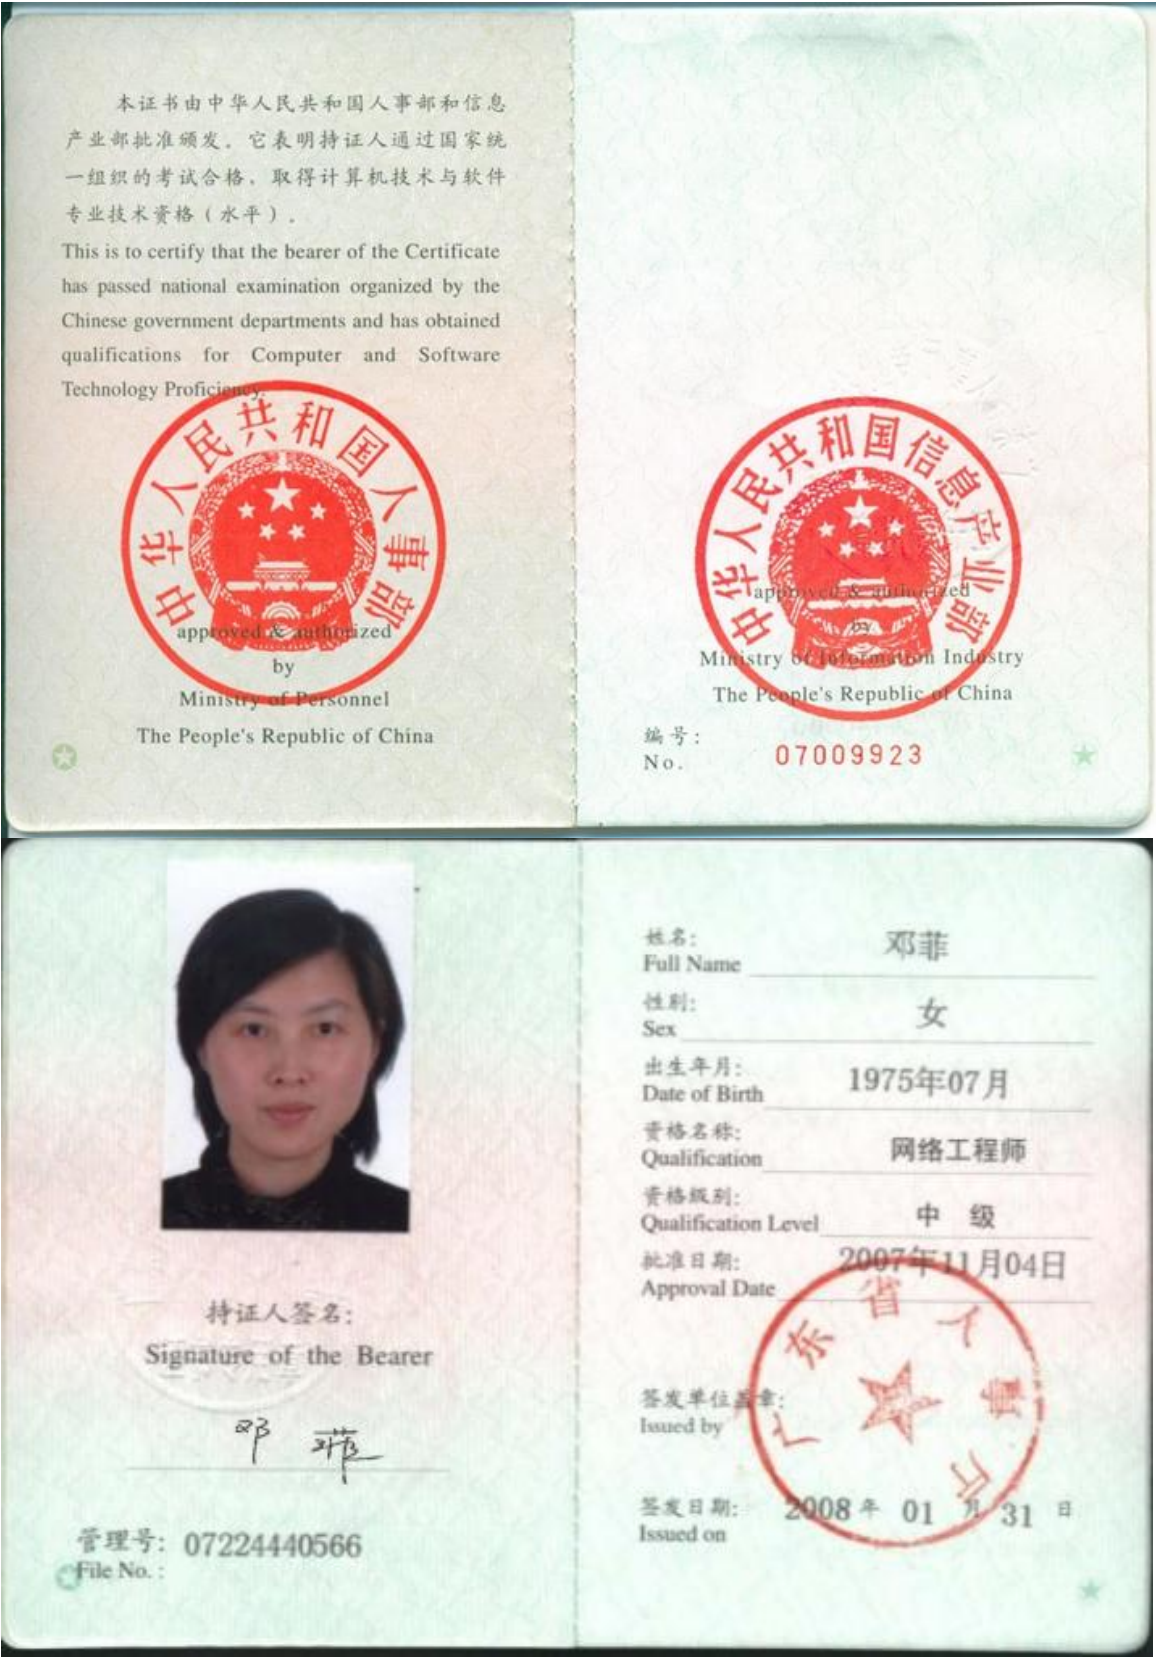 本证书由中华人民共和国人事部和信息
产业部批准颁发。它表明持证人通过国家统
一组织的考试合格，取得计算机技术与软件
专业技术资格（水平）。
This is to certify that the bearer of the Certificate
has passed national examination organized by the
Chinese government departments and has obtained
qualifications for Computer and Software
Technology Proficiency.
中华人民共和国人事部
approved & authorized
by
Ministry of Personnel
The People's Republic of China
中华人民共和国信息产业部
approved & authorized
by
Ministry of Information Industry
The People's Republic of China
编号:
No.
07009923
持证人签名:
Signature of the Bearer
邓 菲
管理号: 07224440566
File No. :
姓名: 邓菲
Full Name
性别: 女
Sex
出生年月: 1975年07月
Date of Birth
资格名称: 网络工程师
Qualification
资格级别: 中 级
Qualification Level
批准日期: 2007年11月04日
Approval Date
广东省人事厅
签发单位盖章:
Issued by
签发日期: 2008 年 01 月 31 日
Issued on